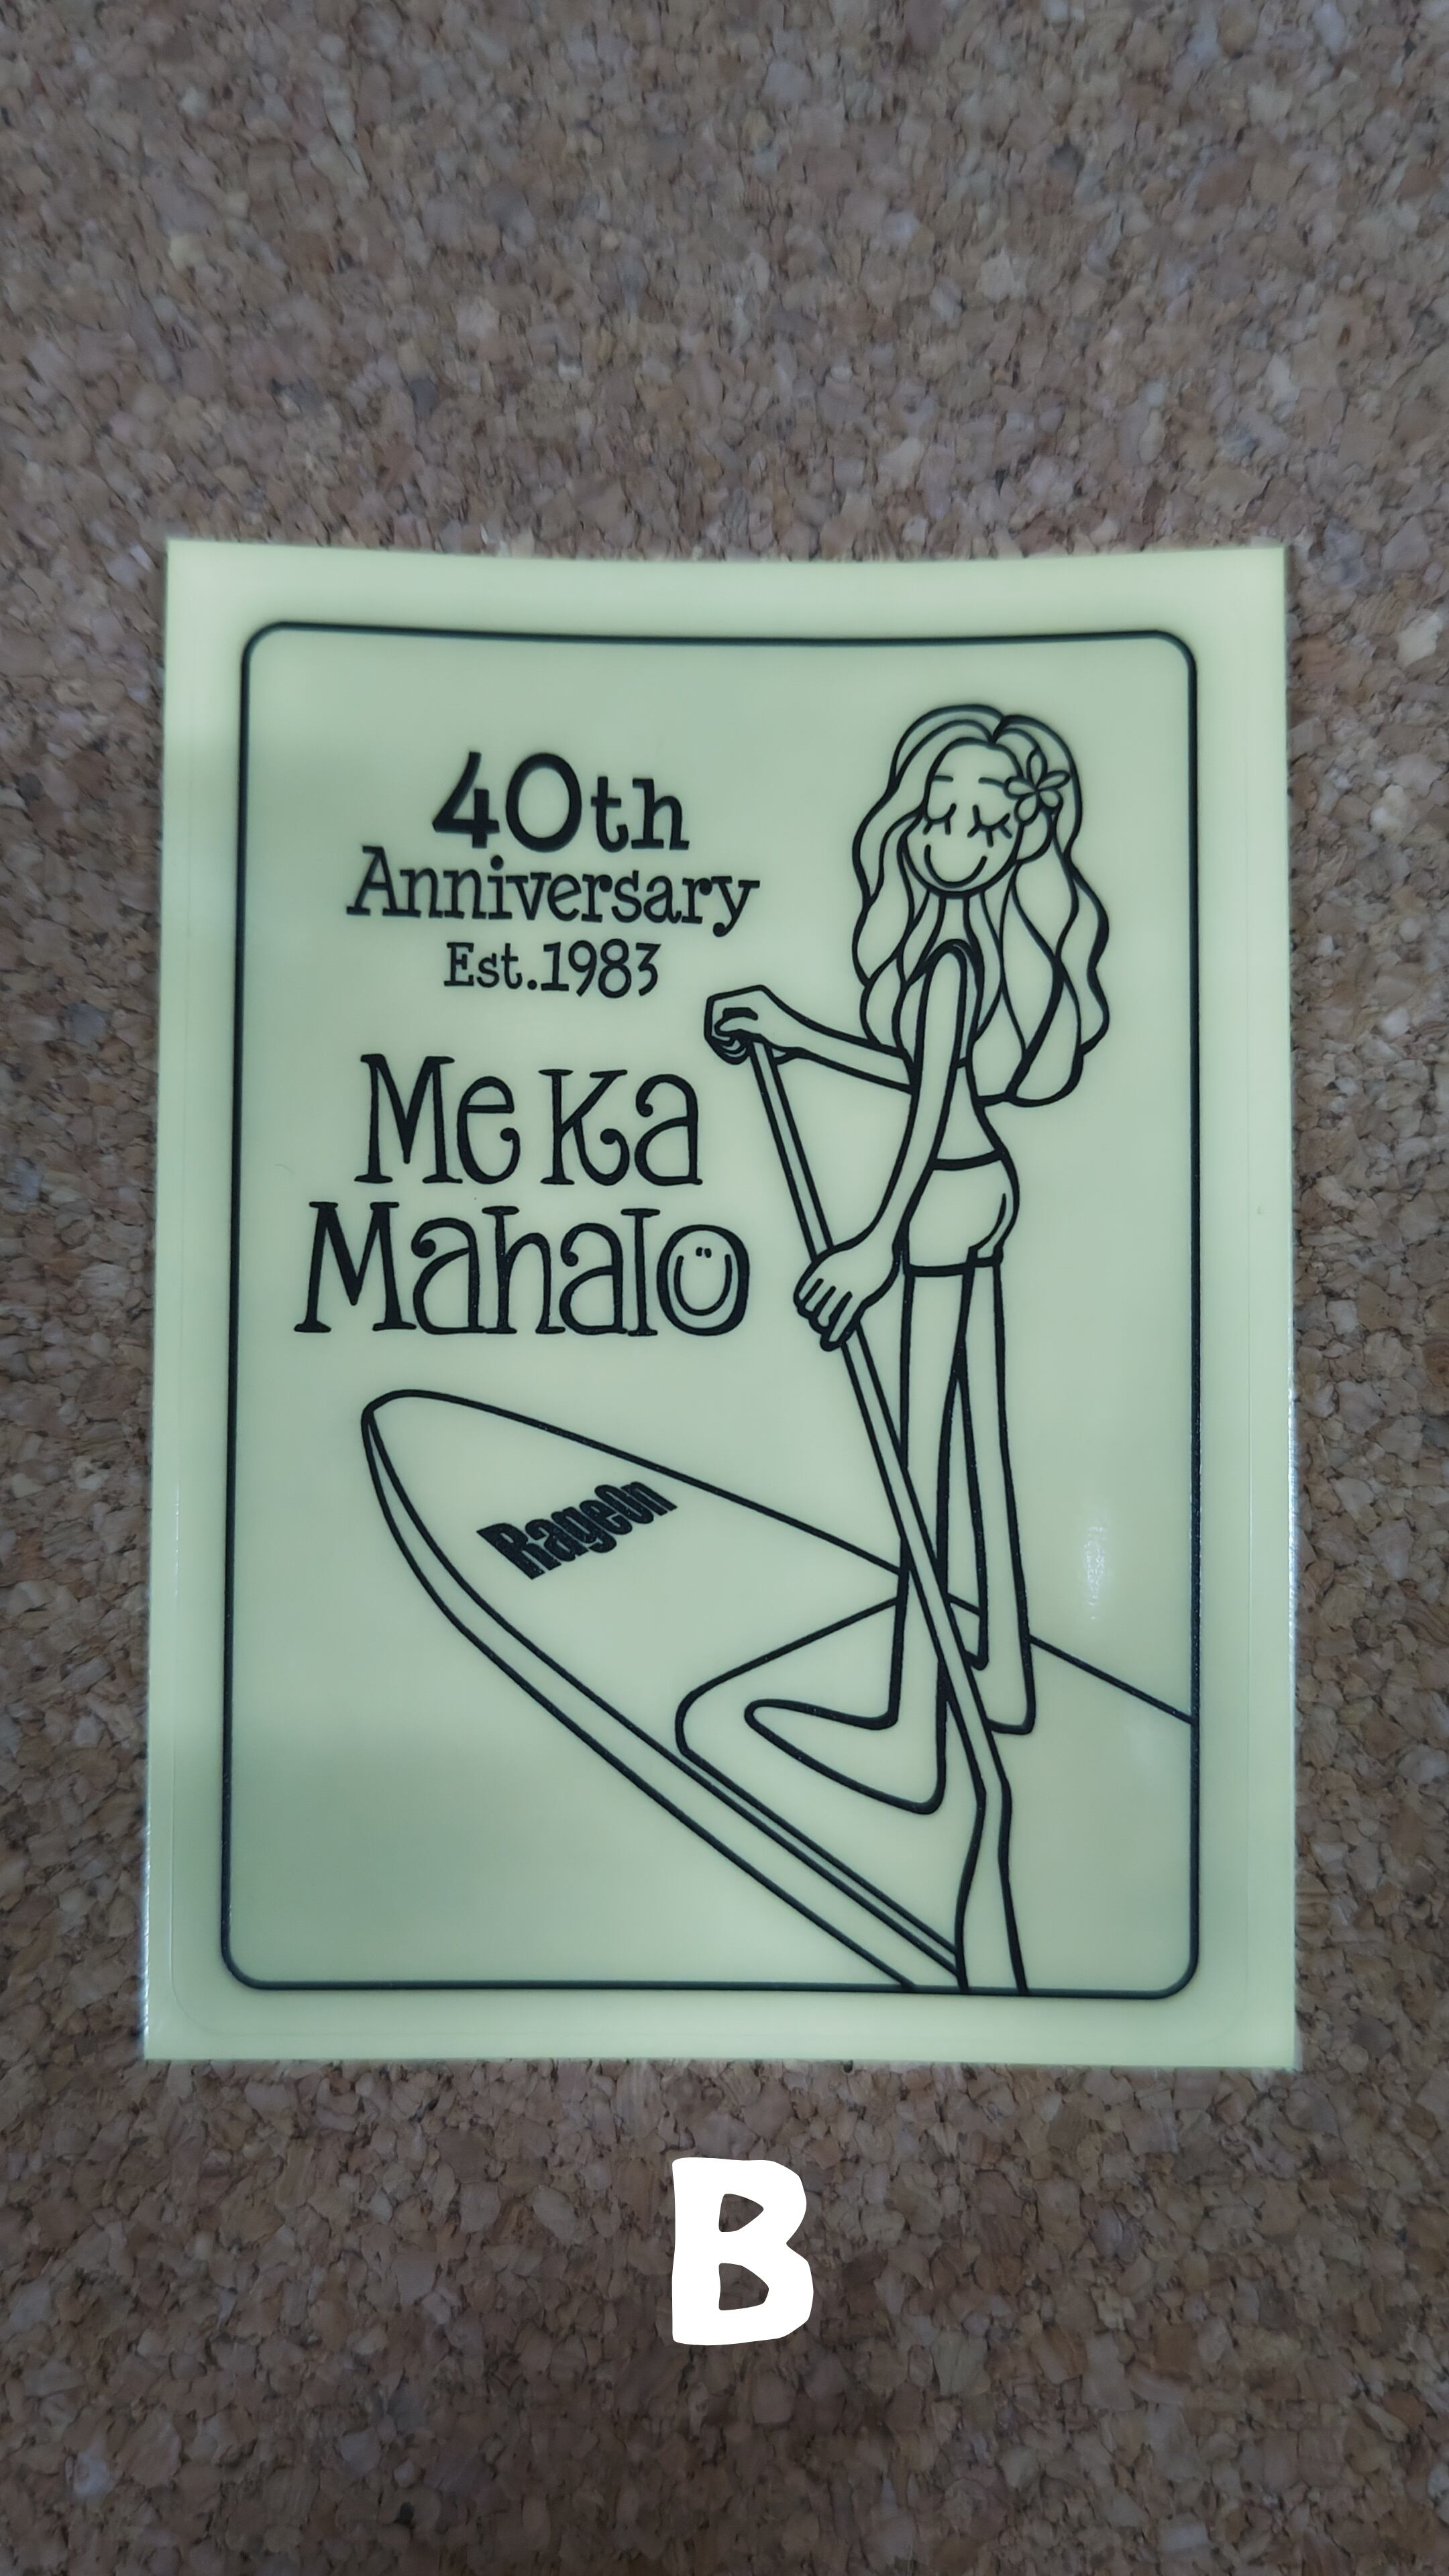 40th
Anniversary
Est.1983
Me Ka
Mahalo
RageOn
B